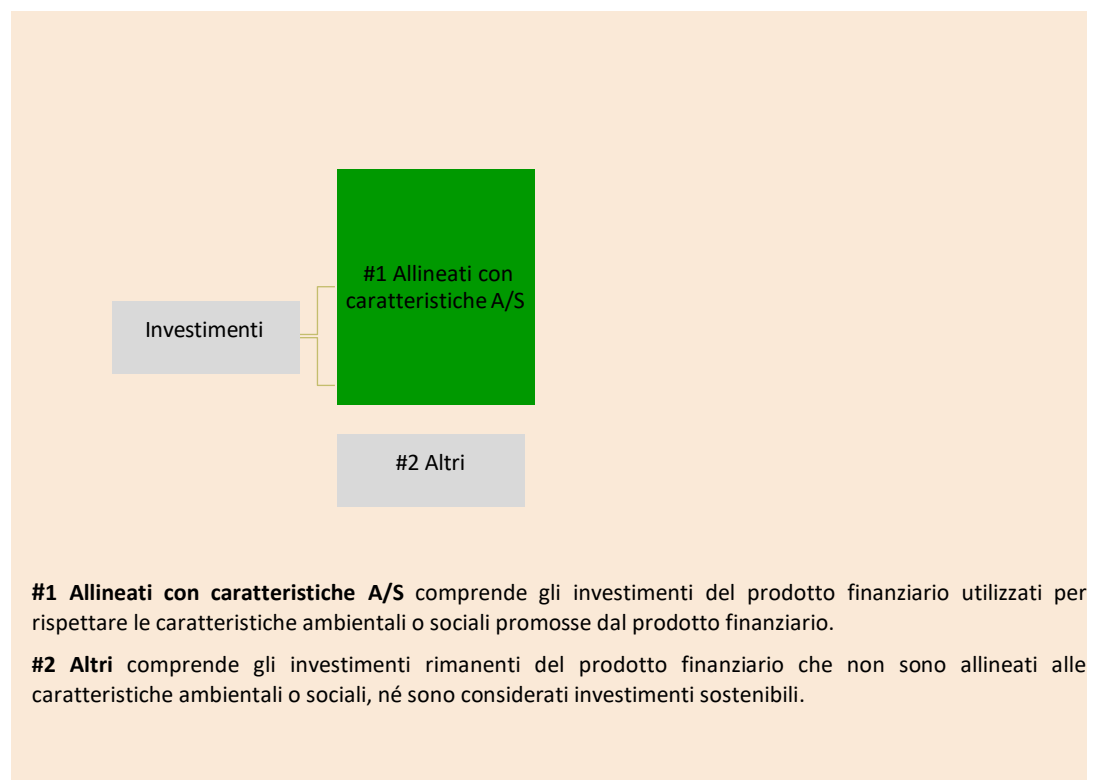 #1 Allineati con
caratteristiche A/S
Investimenti
#2 Altri
#1 Allineati con caratteristiche A/S comprende gli investimenti del prodotto finanziario utilizzati per
rispettare le caratteristiche ambientali o sociali promosse dal prodotto finanziario.
#2 Altri comprende gli investimenti rimanenti del prodotto finanziario che non sono allineati alle
caratteristiche ambientali o sociali, né sono considerati investimenti sostenibili.